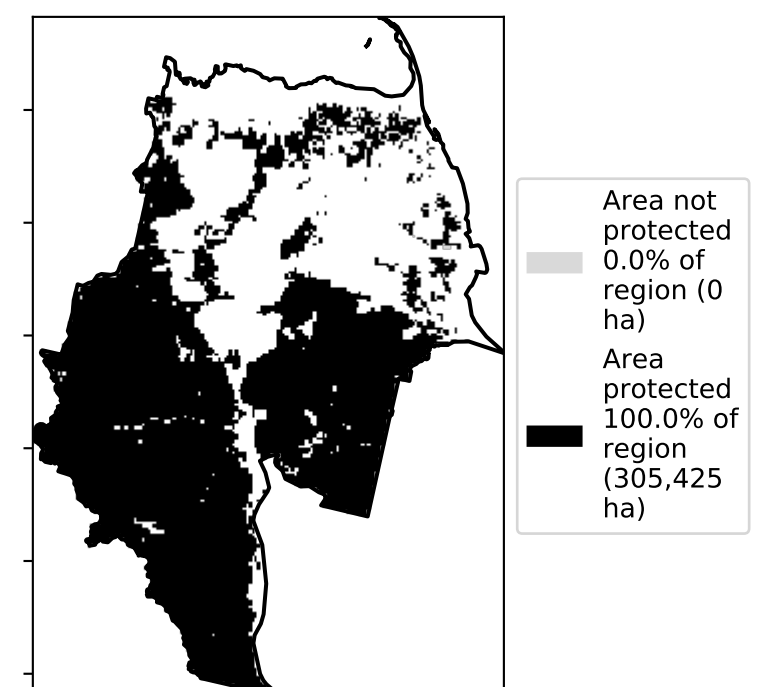 Area not
protected
0.0% of
region (0
ha)
Area
protected
100.0% of
region
(305,425
ha)